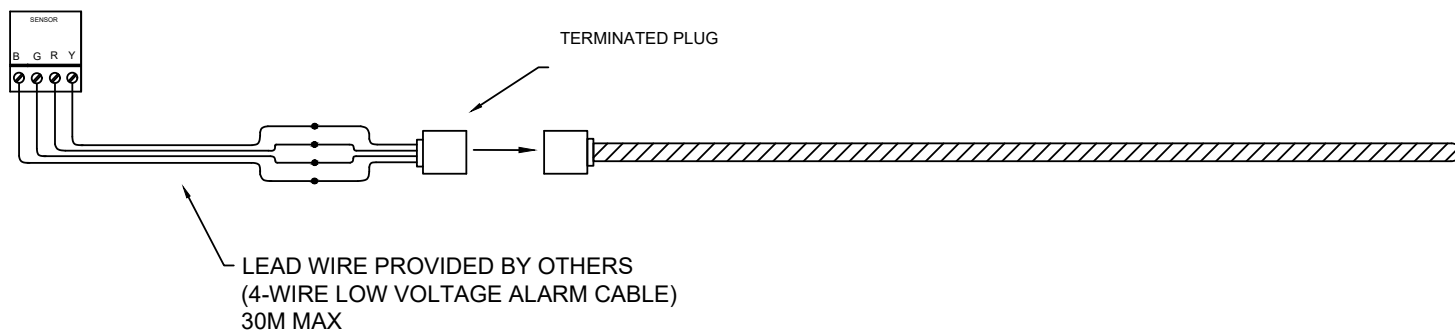 SENSOR
B G R Y
TERMINATED PLUG
LEAD WIRE PROVIDED BY OTHERS
(4-WIRE LOW VOLTAGE ALARM CABLE)
30M MAX